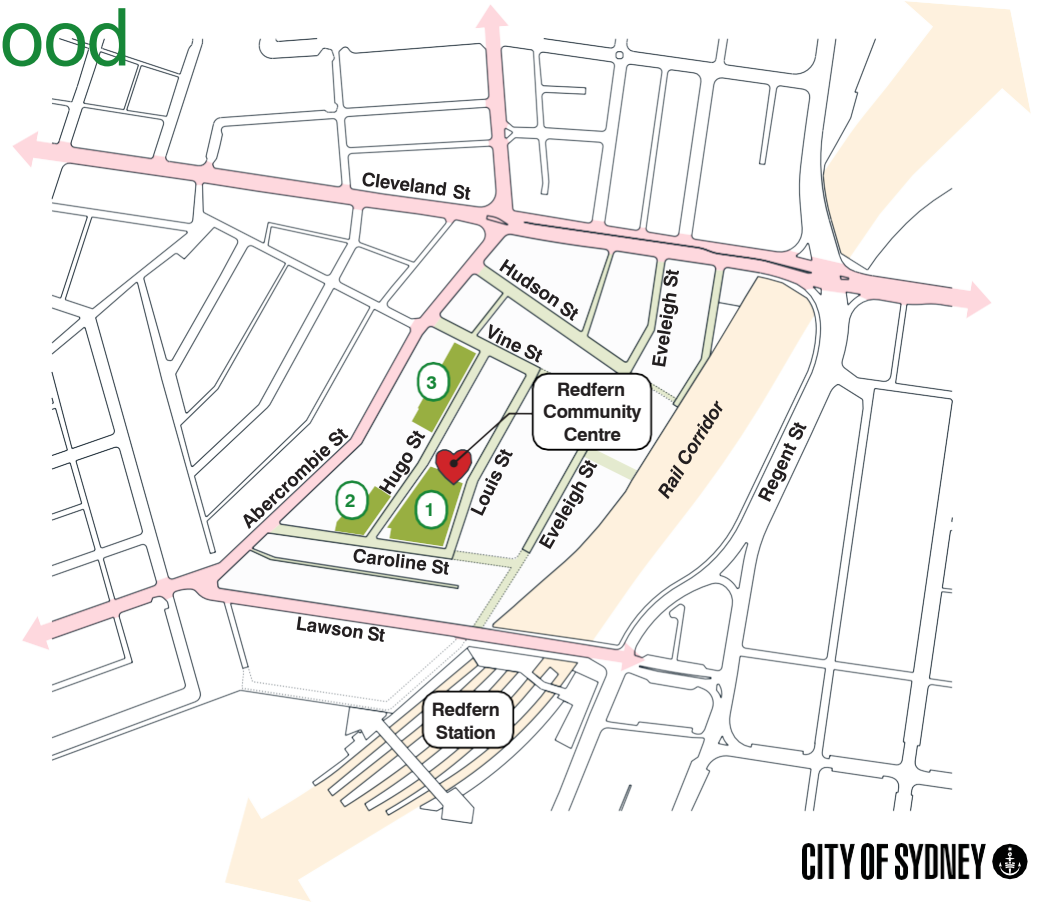 ood
Cleveland St
Hudson St
Eveleigh St
Vine St
3
Redfern
Community
Centre
Hugo St
Abercrombie St
Louis St
Rail Corridor
Regent St
2
1
Eveleigh St
Caroline St
Lawson St
Redfern
Station
CITY OF SYDNEY